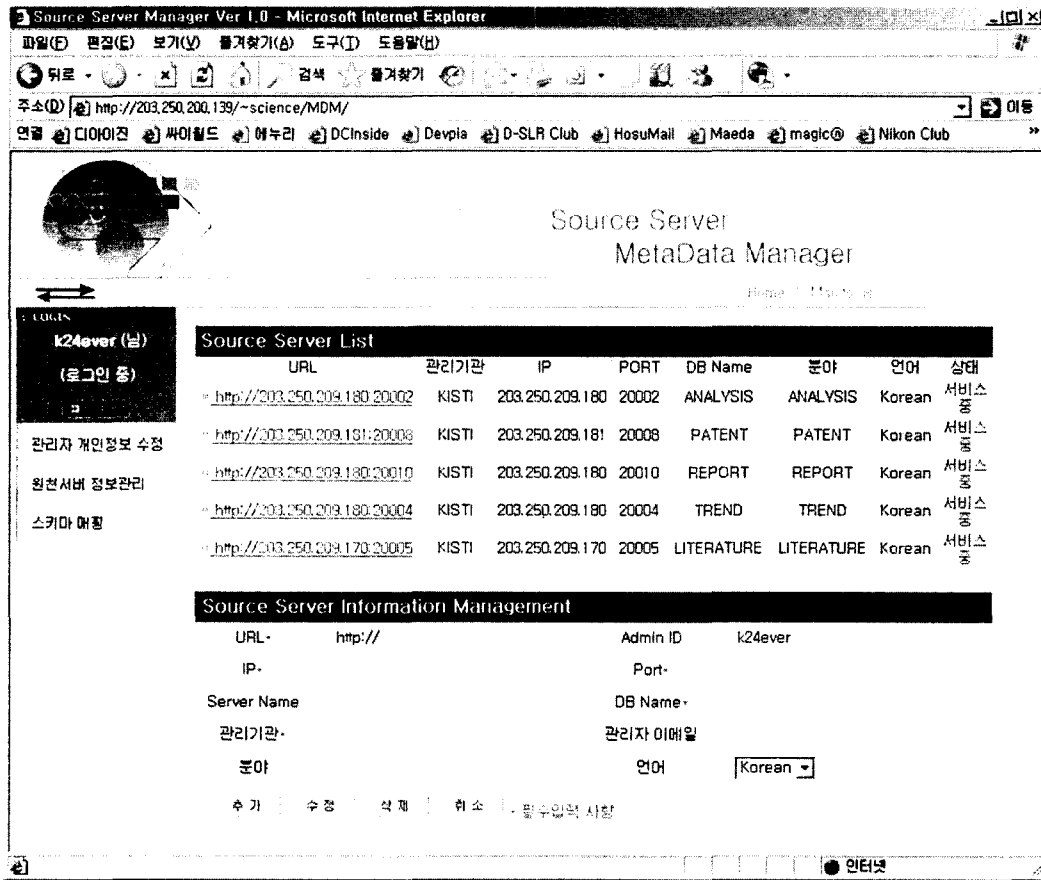 Source Server Manager Ver 1.0 - Microsoft Internet Explorer
파일(F) 편집(E) 보기(V) 즐겨찾기(A) 도구(T) 도움말(H)
뒤로 검색 즐겨찾기
주소(D) http://203.250.200.139/~science/MDM/ 이동
연결 디아이진 싸이월드 에누리 DCInside Devpia D-SLR Club HosuMail Maeda magic@ Nikon Club »
Source Server
MetaData Manager
Home
LOGIN
k24ever (님)
(로그인 중)
관리자 개인정보 수정
원천서버 정보관리
스키마 매핑
Source Server List
URL 관리기관 IP PORT DB Name 분야 언어 상태
http://203.250.209.180:20002 KISTI 203.250.209.180 20002 ANALYSIS ANALYSIS Korean 서비스중
http://203.250.209.181:20008 KISTI 203.250.209.181 20008 PATENT PATENT Korean 서비스중
http://203.250.209.180:20010 KISTI 203.250.209.180 20010 REPORT REPORT Korean 서비스중
http://203.250.209.180:20004 KISTI 203.250.209.180 20004 TREND TREND Korean 서비스중
http://203.250.209.170:20005 KISTI 203.250.209.170 20005 LITERATURE LITERATURE Korean 서비스중
Source Server Information Management
URL• http:// Admin ID k24ever
IP• Port•
Server Name DB Name•
관리기관• 관리자 이메일
분야 언어 Korean
추가 수정 삭제 취소 • 필수입력 사항
인터넷